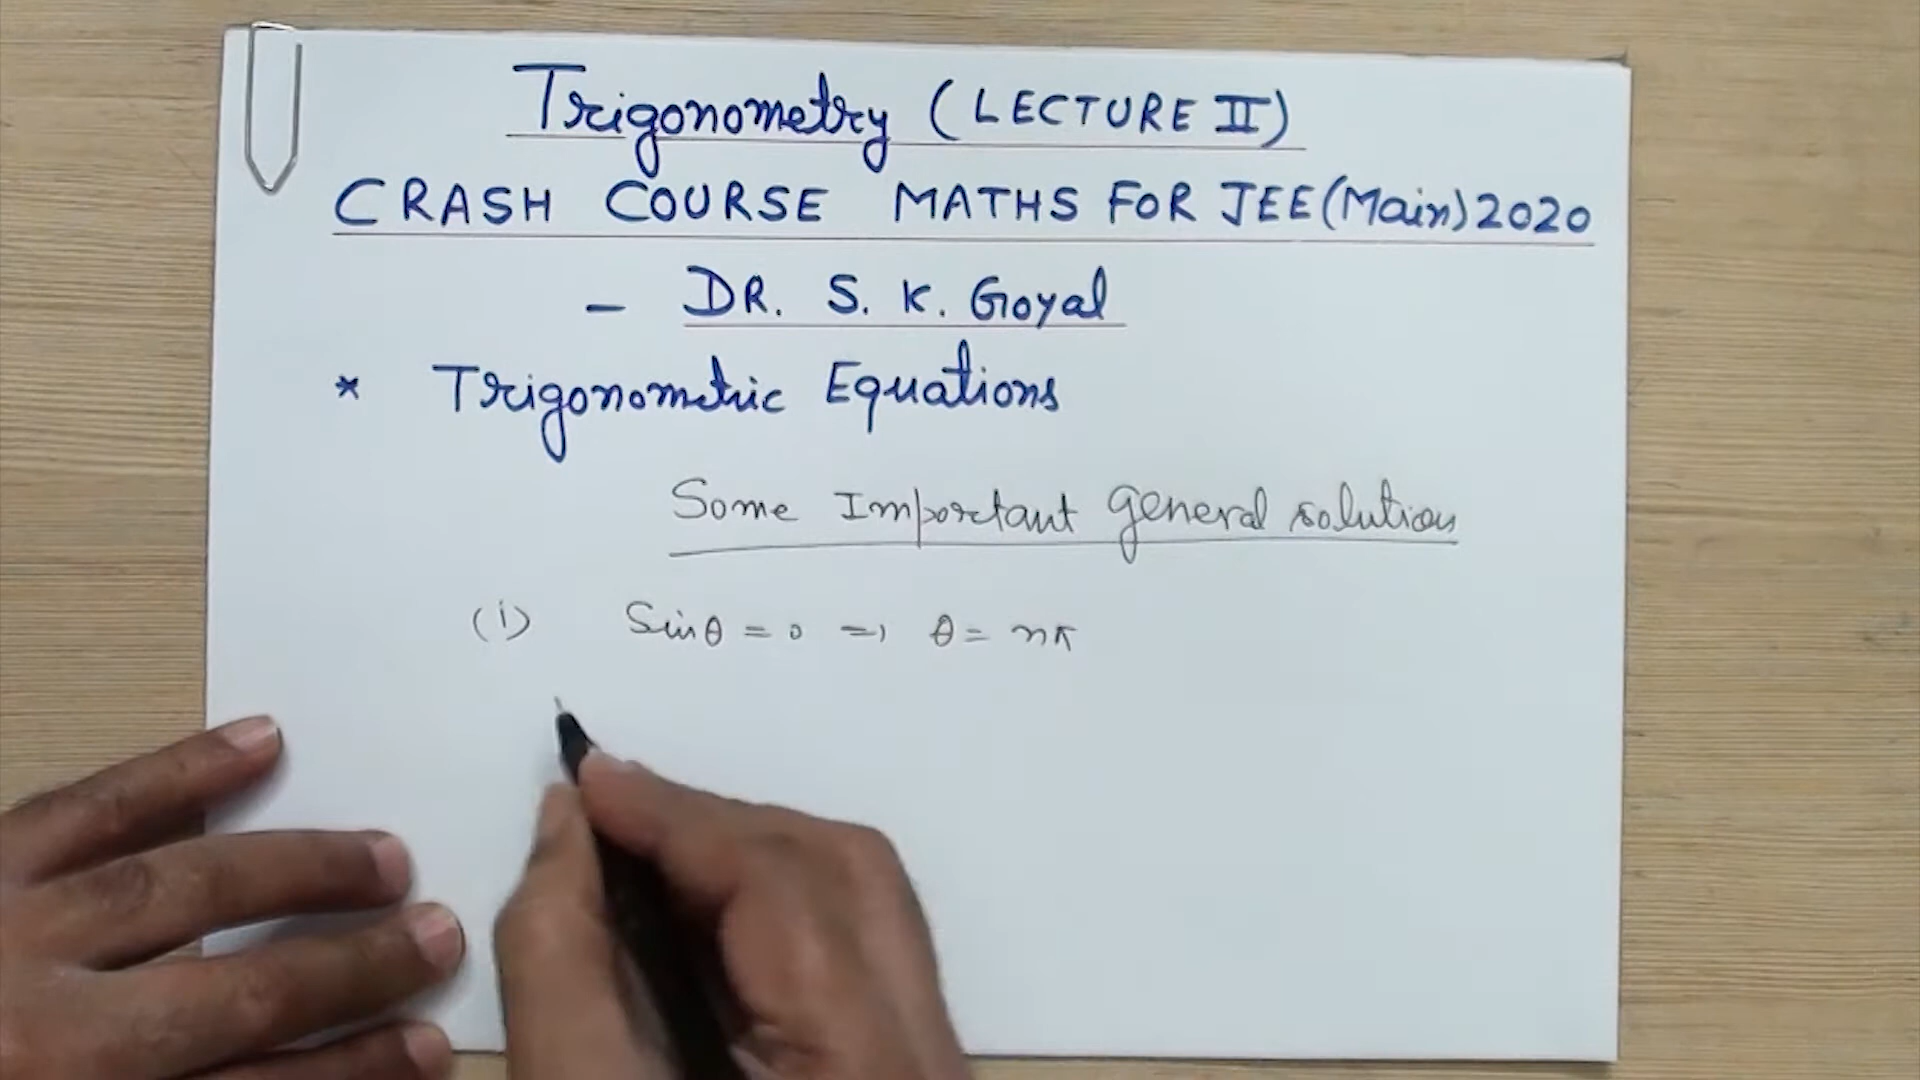 Trigonometry (LECTURE II)
CRASH COURSE MATHS FOR JEE(Main)2020
- DR. S. K. Goyal
* Trigonometric Equations
Some Important general solution
(i) Sinθ = 0 => θ = nπ